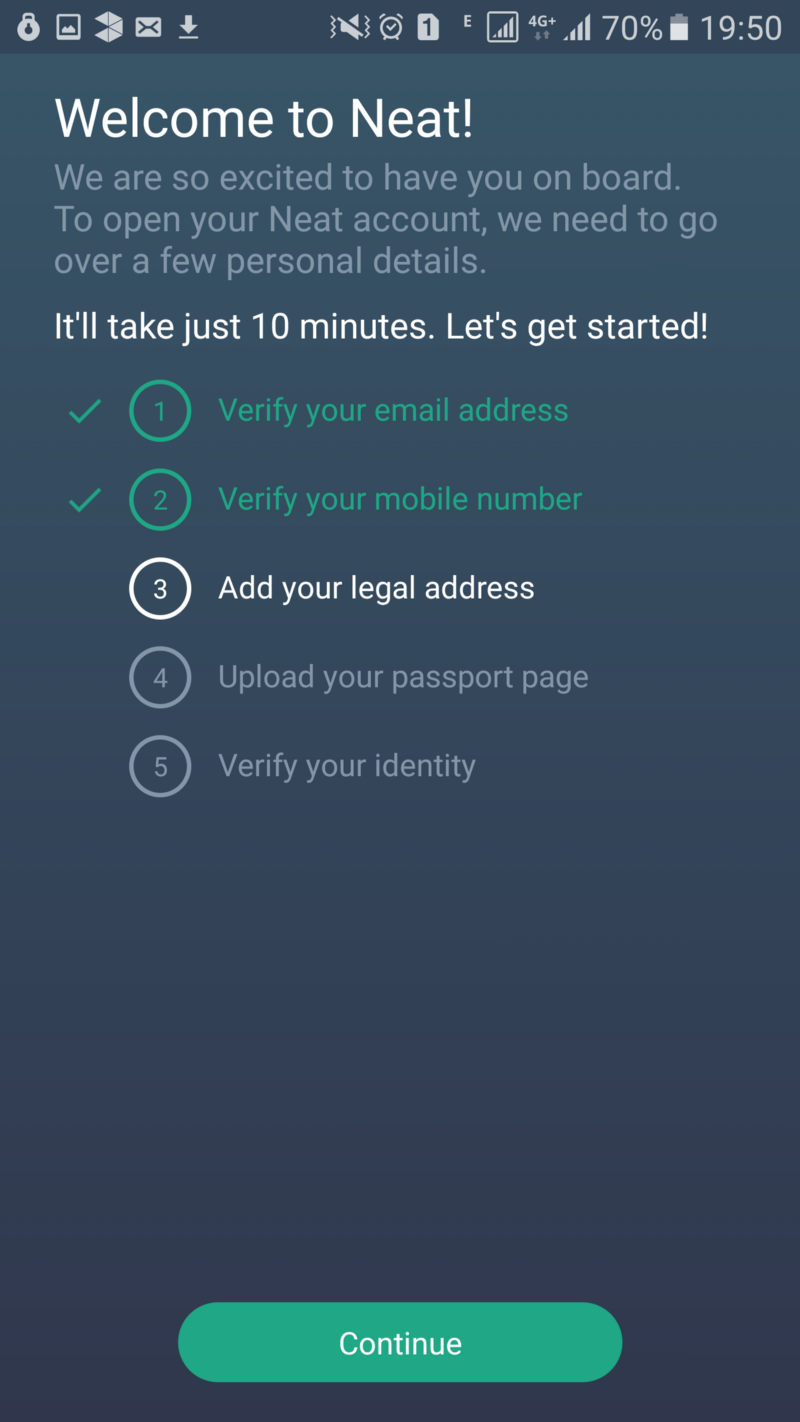 1 E 4G+ 70% 19:50
Welcome to Neat!
We are so excited to have you on board.
To open your Neat account, we need to go
over a few personal details.
It'll take just 10 minutes. Let's get started!
1 Verify your email address
2 Verify your mobile number
3 Add your legal address
4 Upload your passport page
5 Verify your identity
Continue